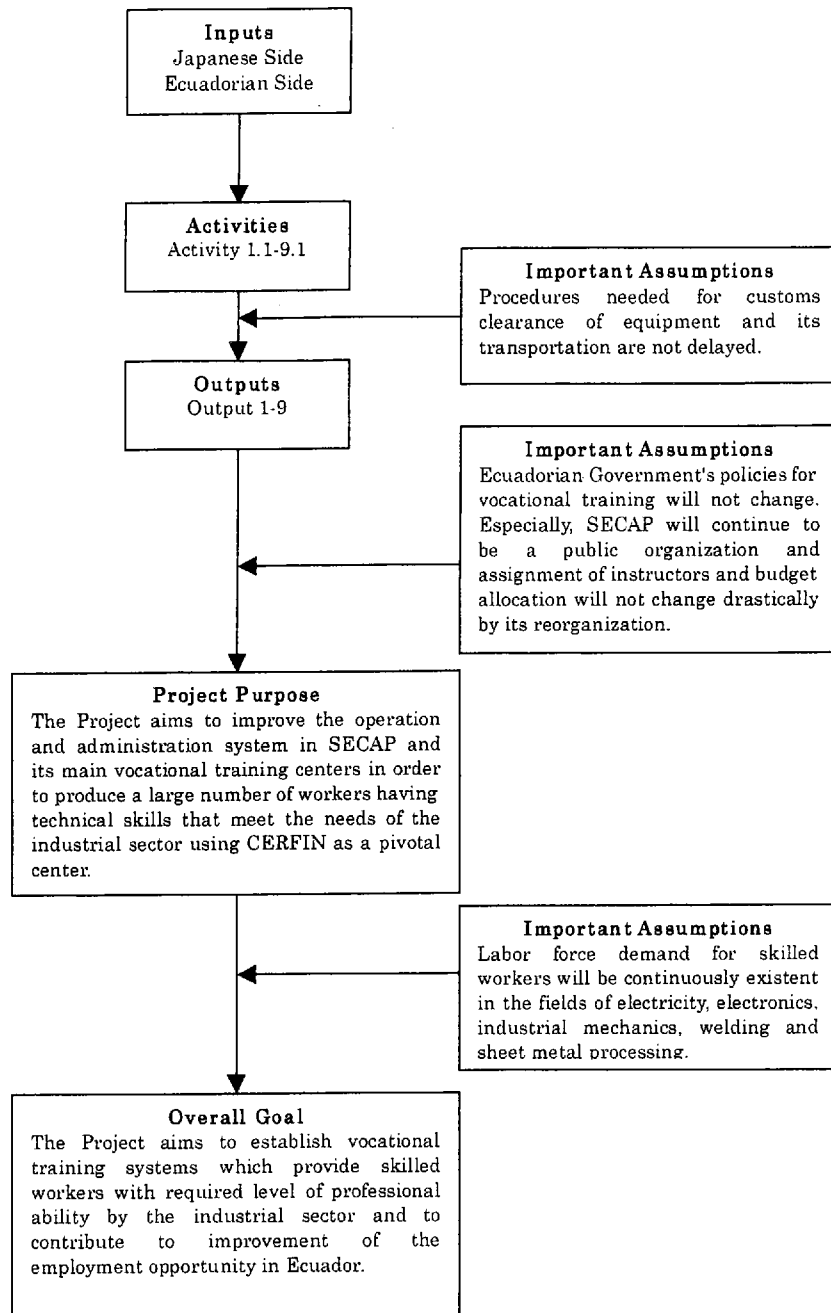 Inputs
Japanese Side
Ecuadorian Side
Activities
Activity 1.1-9.1
Important Assumptions
Procedures needed for customs
clearance of equipment and its
transportation are not delayed.
Outputs
Output 1-9
Important Assumptions
Ecuadorian Government's policies for
vocational training will not change.
Especially, SECAP will continue to
be a public organization and
assignment of instructors and budget
allocation will not change drastically
by its reorganization.
Project Purpose
The Project aims to improve the operation
and administration system in SECAP and
its main vocational training centers in order
to produce a large number of workers having
technical skills that meet the needs of the
industrial sector using CERFIN as a pivotal
center.
Important Assumptions
Labor force demand for skilled
workers will be continuously existent
in the fields of electricity, electronics,
industrial mechanics, welding and
sheet metal processing.
Overall Goal
The Project aims to establish vocational
training systems which provide skilled
workers with required level of professional
ability by the industrial sector and to
contribute to improvement of the
employment opportunity in Ecuador.